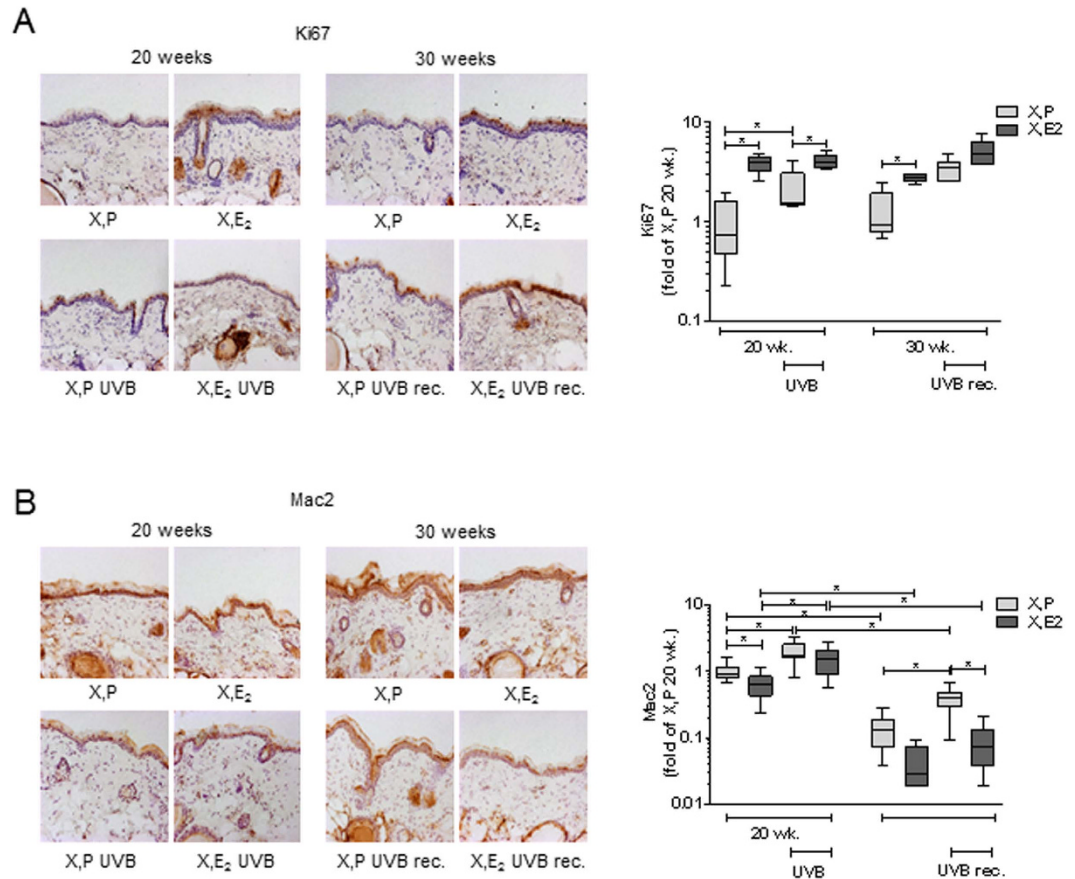 A
Ki67
20 weeks 30 weeks
X,P X,E₂ X,P X,E₂
X,P UVB X,E₂ UVB X,P UVB rec. X,E₂ UVB rec.
X,P
X,E2
Ki67
(fold of X,P 20 wk.)
10
1
0.1
* * * *
20 wk. 30 wk.
UVB UVB rec.
B
Mac2
20 weeks 30 weeks
X,P X,E₂ X,P X,E₂
X,P UVB X,E₂ UVB X,P UVB rec. X,E₂ UVB rec.
X,P
X,E2
Mac2
(fold of X,P 20 wk.)
10
1
0.1
0.01
* * * * * * * * *
20 wk.
UVB UVB rec.